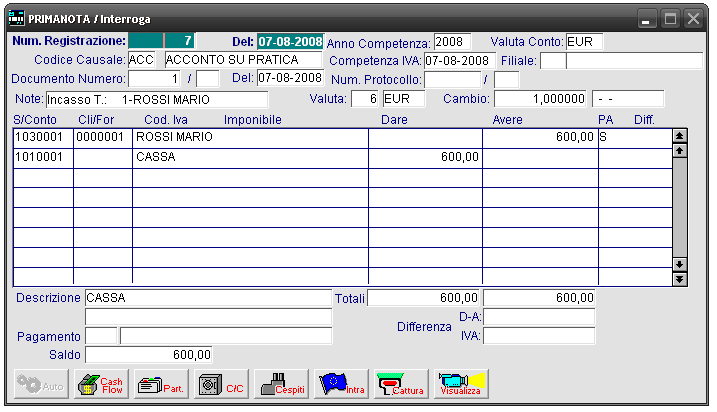 PRIMANOTA / Interroga
Num. Registrazione: 7 Del: 07-08-2008 Anno Competenza: 2008 Valuta Conto: EUR
Codice Causale: ACC ACCONTO SU PRATICA Competenza IVA: 07-08-2008 Filiale:
Documento Numero: 1 / Del: 07-08-2008 Num. Protocollo: /
Note: Incasso T.: 1-ROSSI MARIO Valuta: 6 EUR Cambio: 1,000000 - -
S/Conto Cli/For Cod. Iva Imponibile Dare Avere PA Diff.
1030001 0000001 ROSSI MARIO 600,00 S
1010001 CASSA 600,00
Descrizione CASSA Totali 600,00 600,00
D-A:
Differenza
Pagamento IVA:
Saldo 600,00
Auto Cash Flow Part. C/C Cespiti Intra Cattura Visualizza